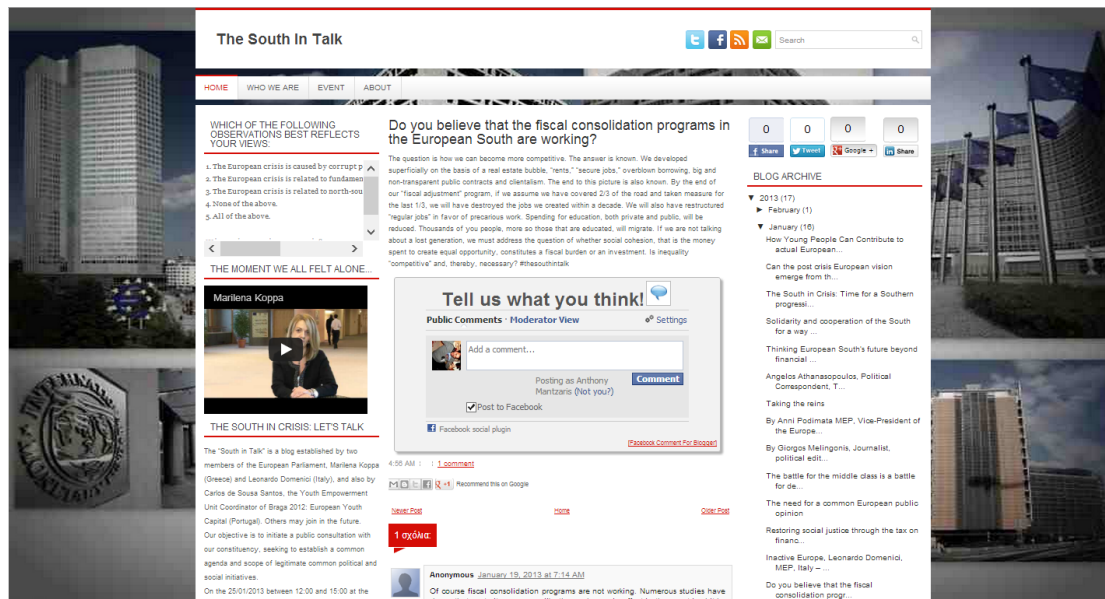 The South In Talk
Search
HOME
WHO WE ARE
EVENT
ABOUT
WHICH OF THE FOLLOWING
OBSERVATIONS BEST REFLECTS
YOUR VIEWS:
1. The European crisis is caused by corrupt p
2. The European crisis is related to fundamen
3. The European crisis is related to north-sou
4. None of the above.
5. All of the above.
THE MOMENT WE ALL FELT ALONE...
Marilena Koppa
THE SOUTH IN CRISIS: LET'S TALK
The "South in Talk" is a blog established by two
members of the European Parliament, Marilena Koppa
(Greece) and Leonardo Domenici (Italy), and also by
Carlos de Sousa Santos, the Youth Empowerment
Unit Coordinator of Braga 2012: European Youth
Capital (Portugal). Others may join in the future.
Our objective is to initiate a public consultation with
our constituency, seeking to establish a common
agenda and scope of legitimate common political and
social initiatives.
On the 25/01/2013 between 12:00 and 15:00 at the
Do you believe that the fiscal consolidation programs in
the European South are working?
The question is how we can become more competitive. The answer is known. We developed
superficially on the basis of a real estate bubble, "rents," "secure jobs," overblown borrowing, big and
non-transparent public contracts and clientalism. The end to this picture is also known. By the end of
our "fiscal adjustment" program, if we assume we have covered 2/3 of the road and taken measure for
the last 1/3, we will have destroyed the jobs we created within a decade. We will also have restructured
"regular jobs" in favor of precarious work. Spending for education, both private and public, will be
reduced. Thousands of you people, more so those that are educated, will migrate. If we are not talking
about a lost generation, we must address the question of whether social cohesion, that is the money
spent to create equal opportunity, constitutes a fiscal burden or an investment. Is inequality
"competitive" and, thereby, necessary? #thesouthintalk
Tell us what you think!
Public Comments · Moderator View
Settings
Add a comment...
Posting as Anthony
Mantzaris (Not you?)
Comment
Post to Facebook
Facebook social plugin
[Facebook Comment For Blogger]
4:56 AM
1 comment
+1 Recommend this on Google
Newer Post
Home
Older Post
1 σχόλια:
Anonymous January 19, 2013 at 7:14 AM
Of course fiscal consolidation programs are not working. Numerous studies have
0
0
0
0
Share
Tweet
Google +
Share
BLOG ARCHIVE
▼ 2013 (17)
► February (1)
▼ January (16)
How Young People Can Contribute to
actual European...
Can the post crisis European vision
emerge from th...
The South in Crisis: Time for a Southern
progressi...
Solidarity and cooperation of the South
for a way ...
Thinking European South's future beyond
financial ...
Angelos Athanasopoulos, Political
Correspondent, T...
Taking the reins
By Anni Podimata MEP, Vice-President of
the Europe...
By Giorgos Melingonis, Journalist,
political edit...
The battle for the middle class is a battle
for de...
The need for a common European public
opinion
Restoring social justice through the tax on
financ...
Inactive Europe, Leonardo Domenici,
MEP, Italy – ...
Do you believe that the fiscal
consolidation progr...